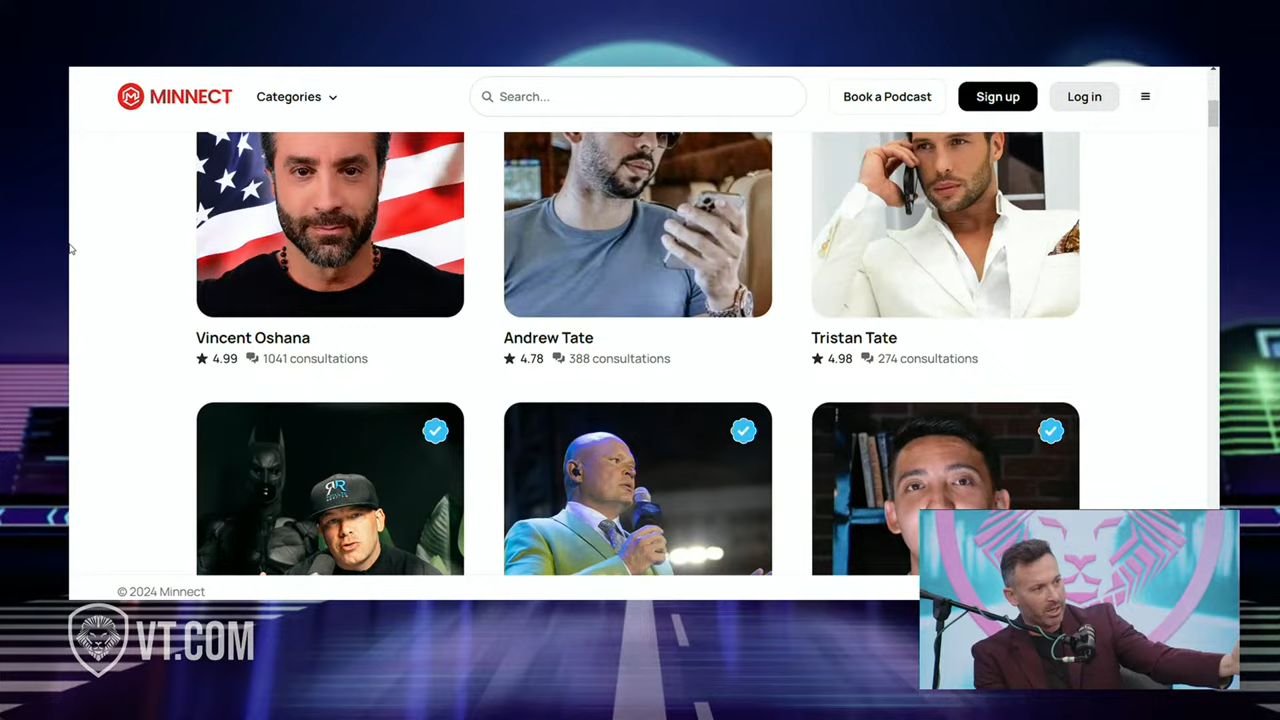 MINNECT
Categories
Search...
Book a Podcast
Sign up
Log in
Vincent Oshana
4.99 1041 consultations
Andrew Tate
4.78 388 consultations
Tristan Tate
4.98 274 consultations
RR
© 2024 Minnect
VT.COM